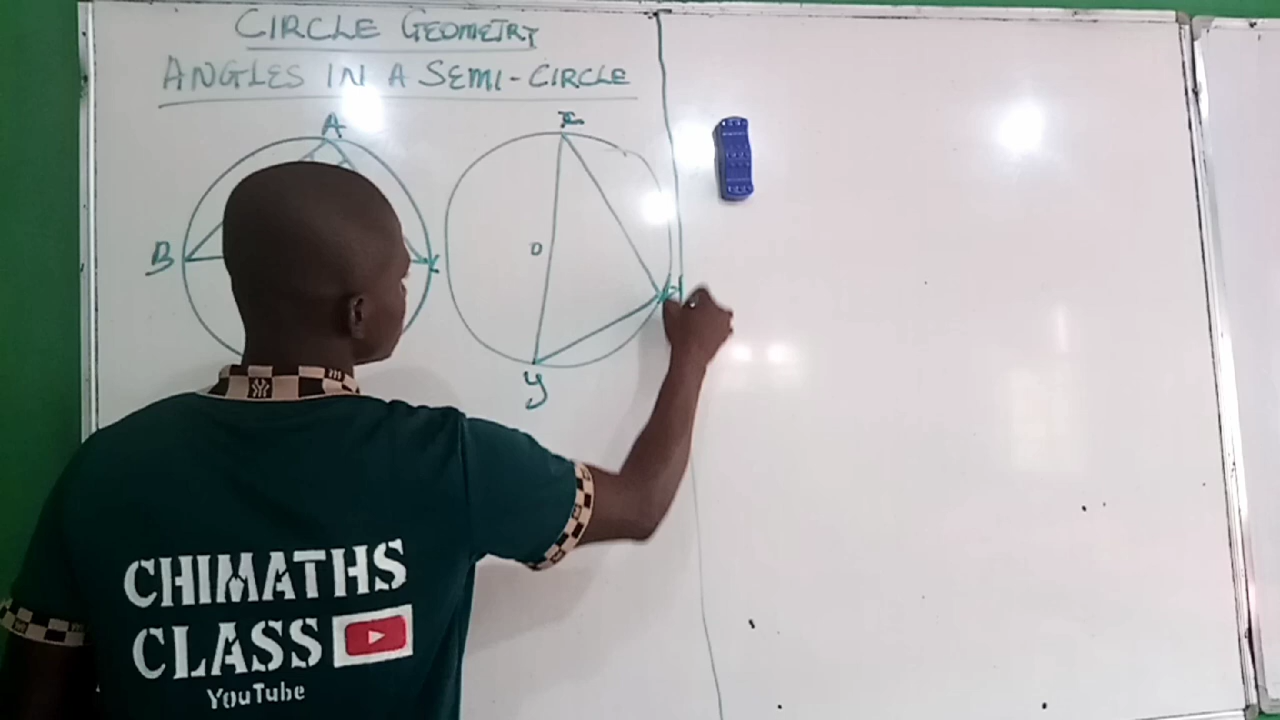 CIRCLE GEOMETRY
ANGLES IN A SEMI-CIRCLE
A
B
O
y
CHIMATHS
CLASS
YouTube